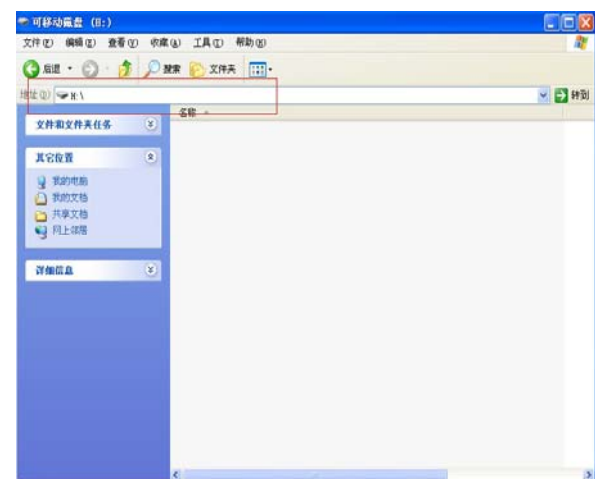 可移动磁盘 (H:)
文件(F) 编辑(E) 查看(V) 收藏(A) 工具(T) 帮助(H)
后退 搜索 文件夹
地址(D) H:\ 转到
名称
文件和文件夹任务
其它位置
我的电脑
我的文档
共享文档
网上邻居
详细信息